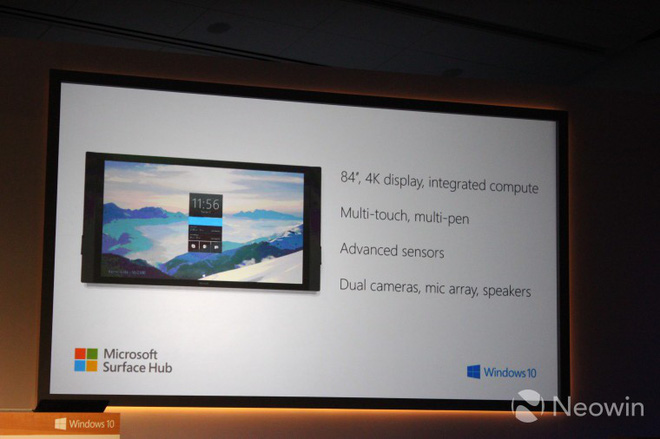 84", 4K display, integrated compute
Multi-touch, multi-pen
Advanced sensors
Dual cameras, mic array, speakers
11:56
Microsoft
Surface Hub
Windows 10
Windows 10
Neowin